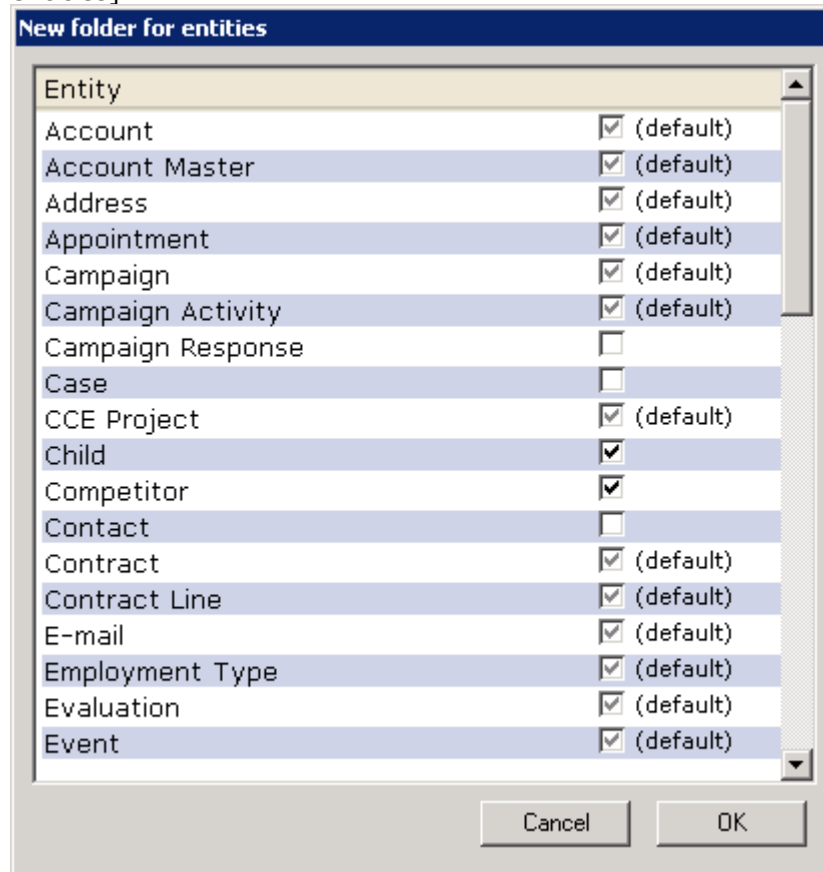 New folder for entities
Entity
Account (default)
Account Master (default)
Address (default)
Appointment (default)
Campaign (default)
Campaign Activity (default)
Campaign Response
Case
CCE Project (default)
Child
Competitor
Contact
Contract (default)
Contract Line (default)
E-mail (default)
Employment Type (default)
Evaluation (default)
Event (default)
Cancel OK